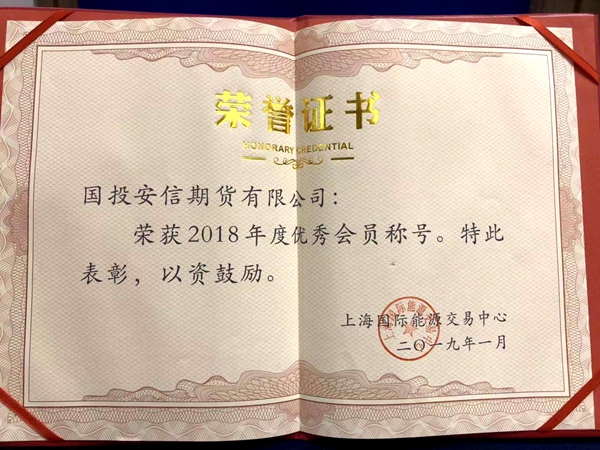 荣誉证书
HONORARY CREDENTIAL
国投安信期货有限公司:
荣获2018年度优秀会员称号。特此
表彰，以资鼓励。
上海国际能源交易中心
二〇一九年一月